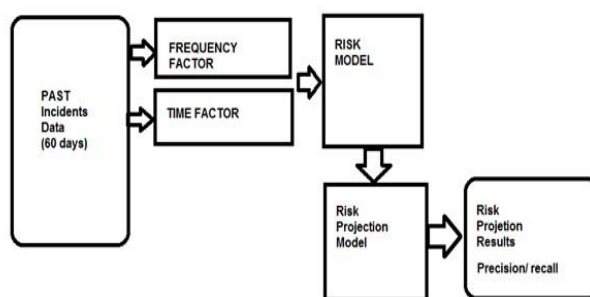 PAST
Incidents
Data
(60 days)
FREQUENCY
FACTOR
TIME FACTOR
RISK
MODEL
Risk
Projection
Model
Risk
Projetion
Results
Precision/ recall